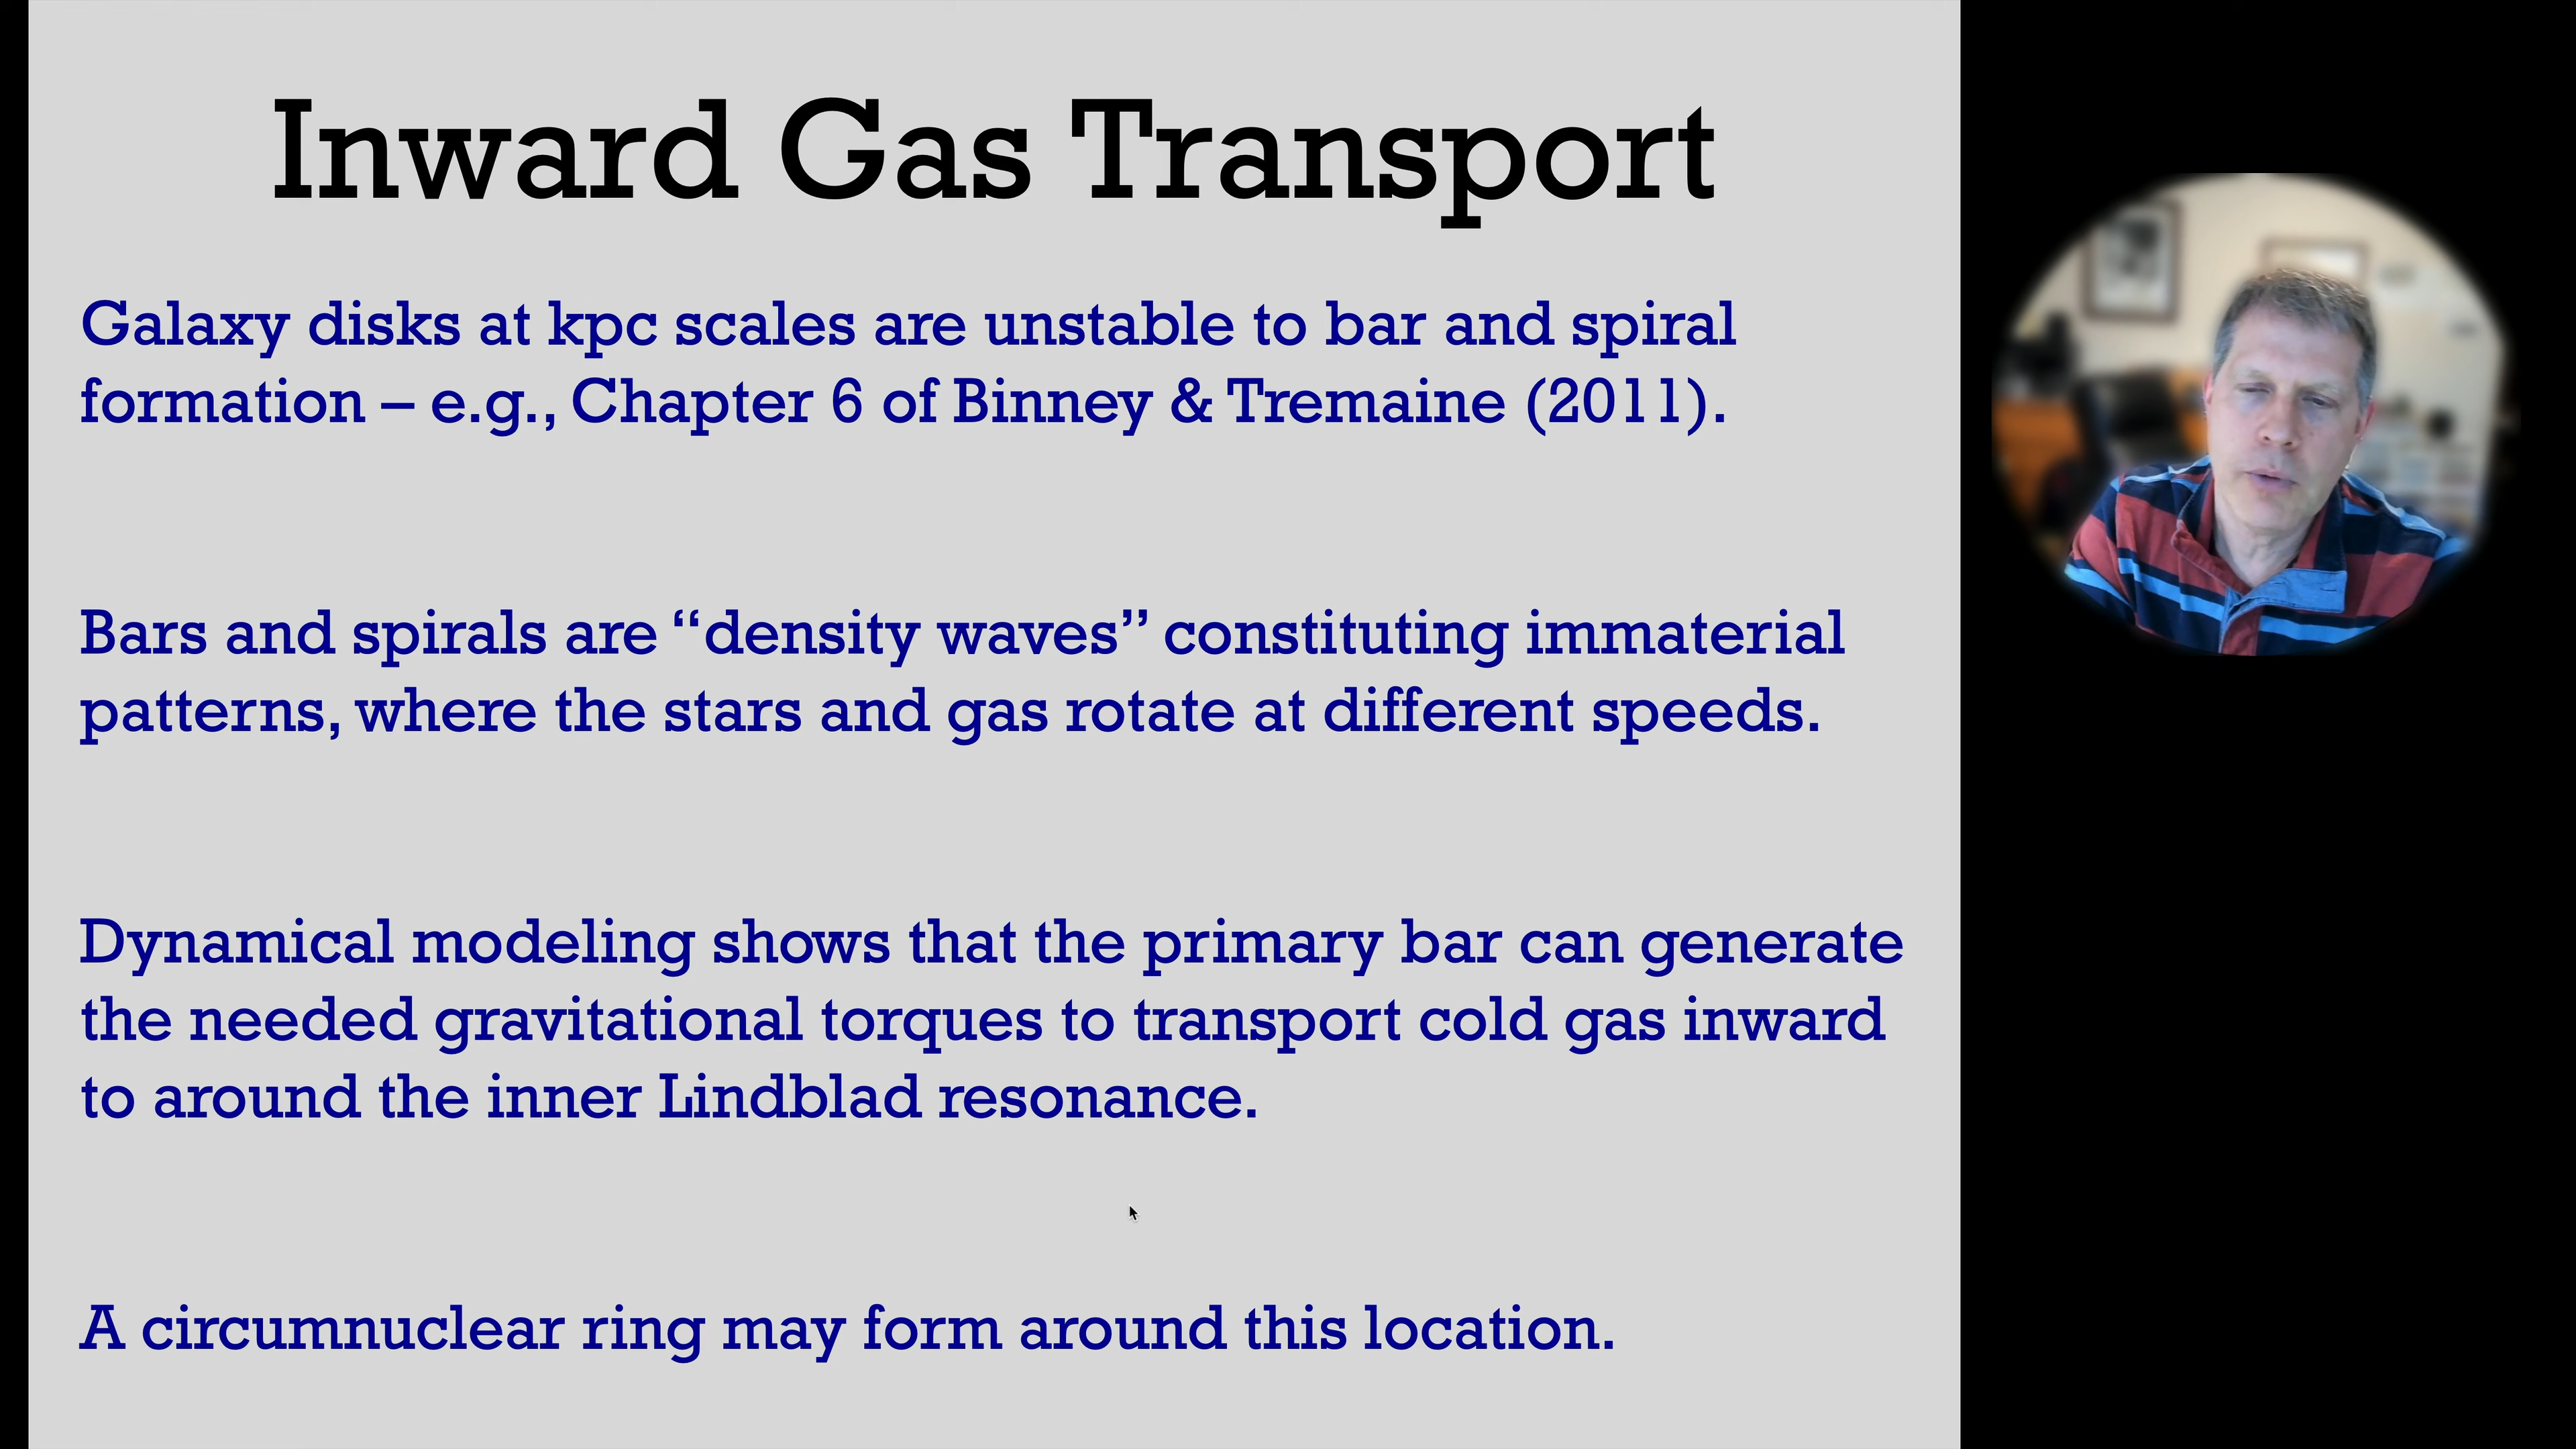 Inward Gas Transport
Galaxy disks at kpc scales are unstable to bar and spiral
formation – e.g., Chapter 6 of Binney & Tremaine (2011).
Bars and spirals are “density waves” constituting immaterial
patterns, where the stars and gas rotate at different speeds.
Dynamical modeling shows that the primary bar can generate
the needed gravitational torques to transport cold gas inward
to around the inner Lindblad resonance.
A circumnuclear ring may form around this location.